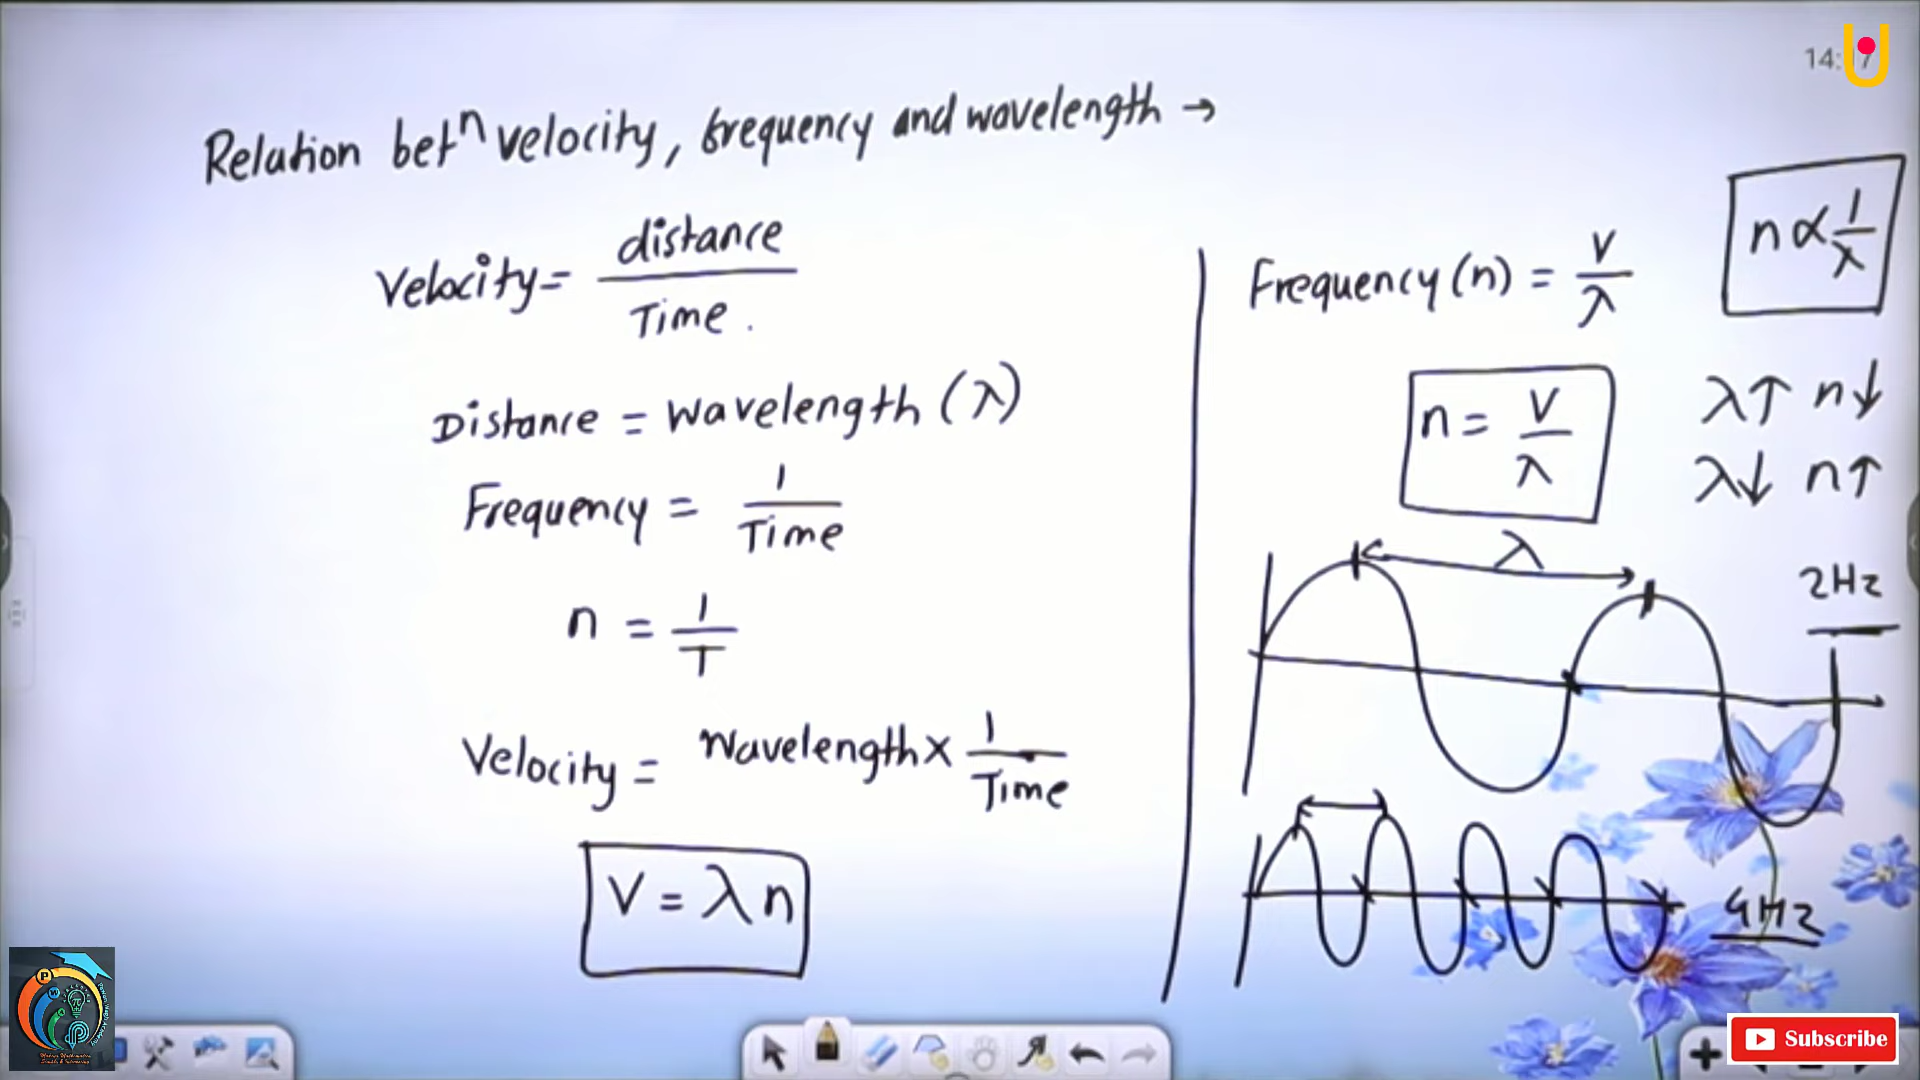 14:17
Relation betⁿ velocity, frequency and wavelength →
Velocity = distance / Time .
Distance = Wavelength (λ)
Frequency = 1 / Time
n = 1 / T
Velocity = Wavelength × 1 / Time
V = λ n
Frequency (n) = V / λ
n ∝ 1 / λ
n = V / λ
λ↑ n↓
λ↓ n↑
λ
2Hz
4Hz
Subscribe